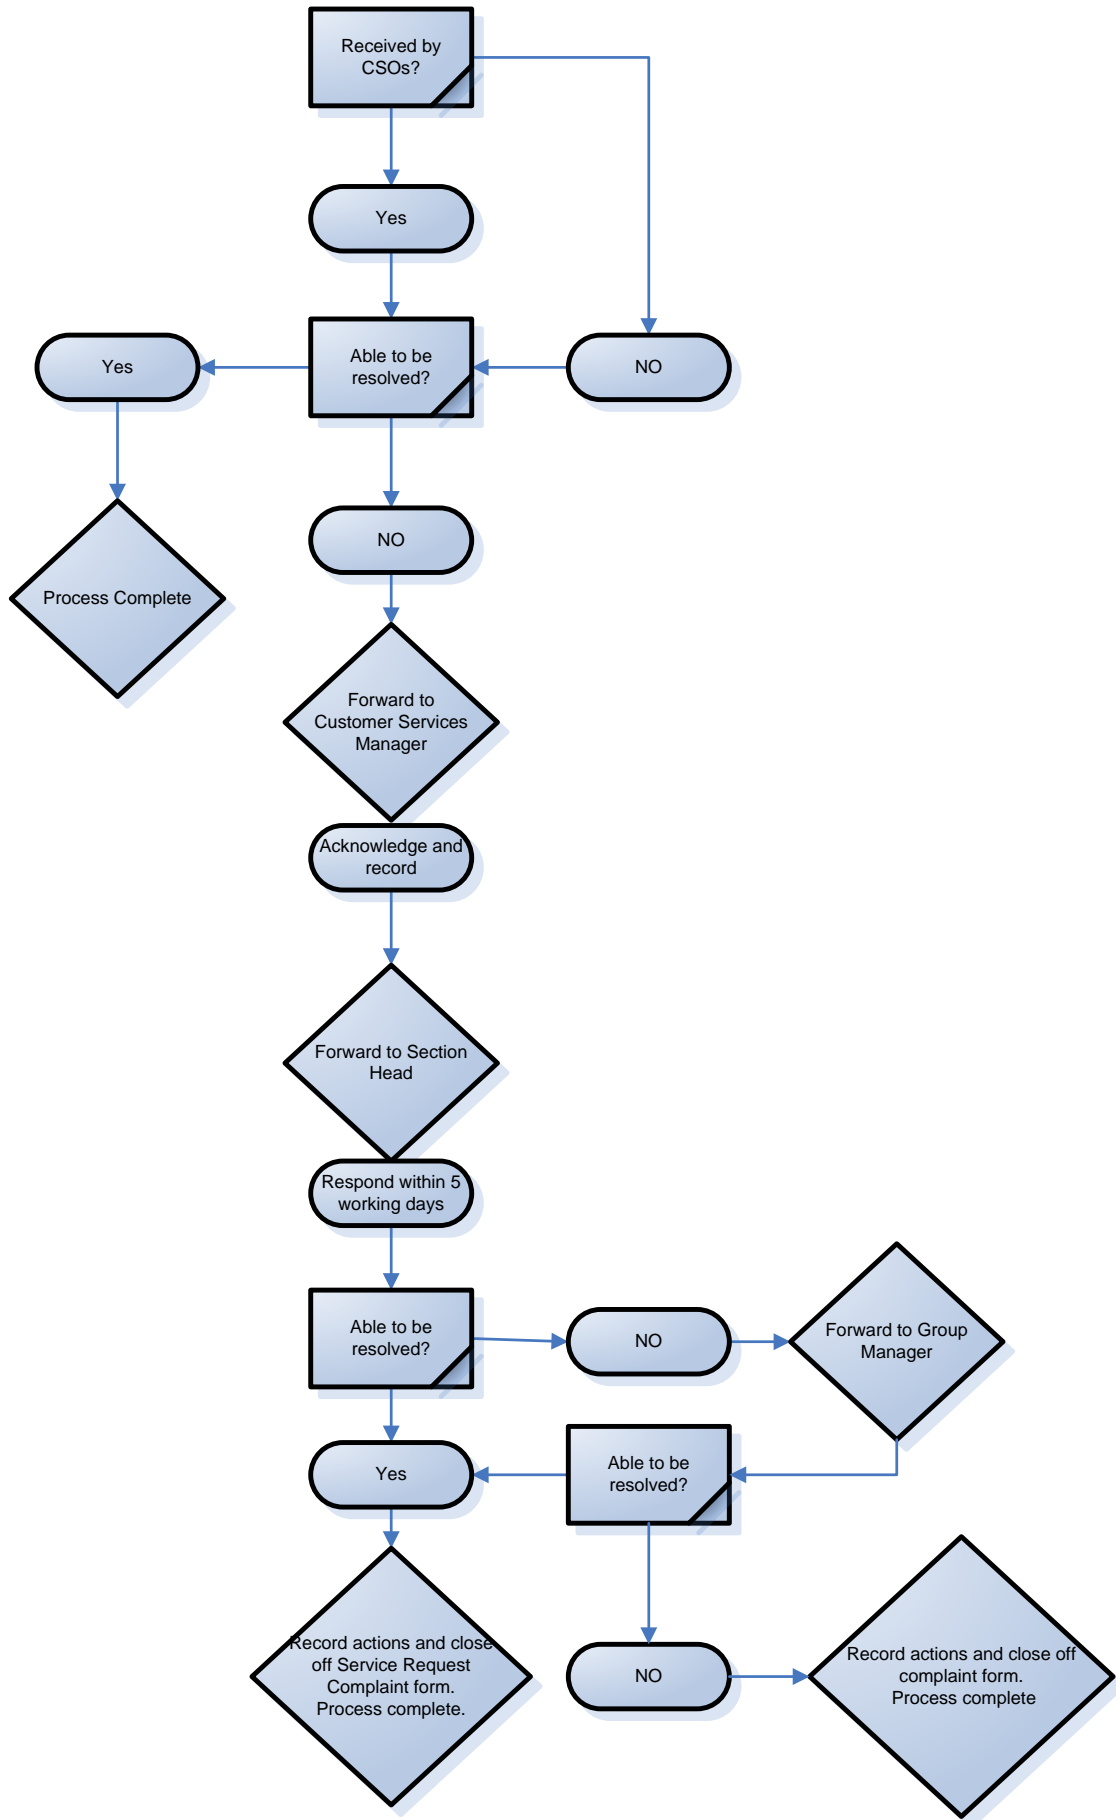 Received by
CSOs?
Yes
Yes
Able to be
resolved?
NO
NO
Process Complete
Forward to
Customer Services
Manager
Acknowledge and
record
Forward to Section
Head
Respond within 5
working days
Able to be
resolved?
NO
Forward to Group
Manager
Yes
Able to be
resolved?
Record actions and close
off Service Request
Complaint form.
Process complete.
NO
Record actions and close off
complaint form.
Process complete